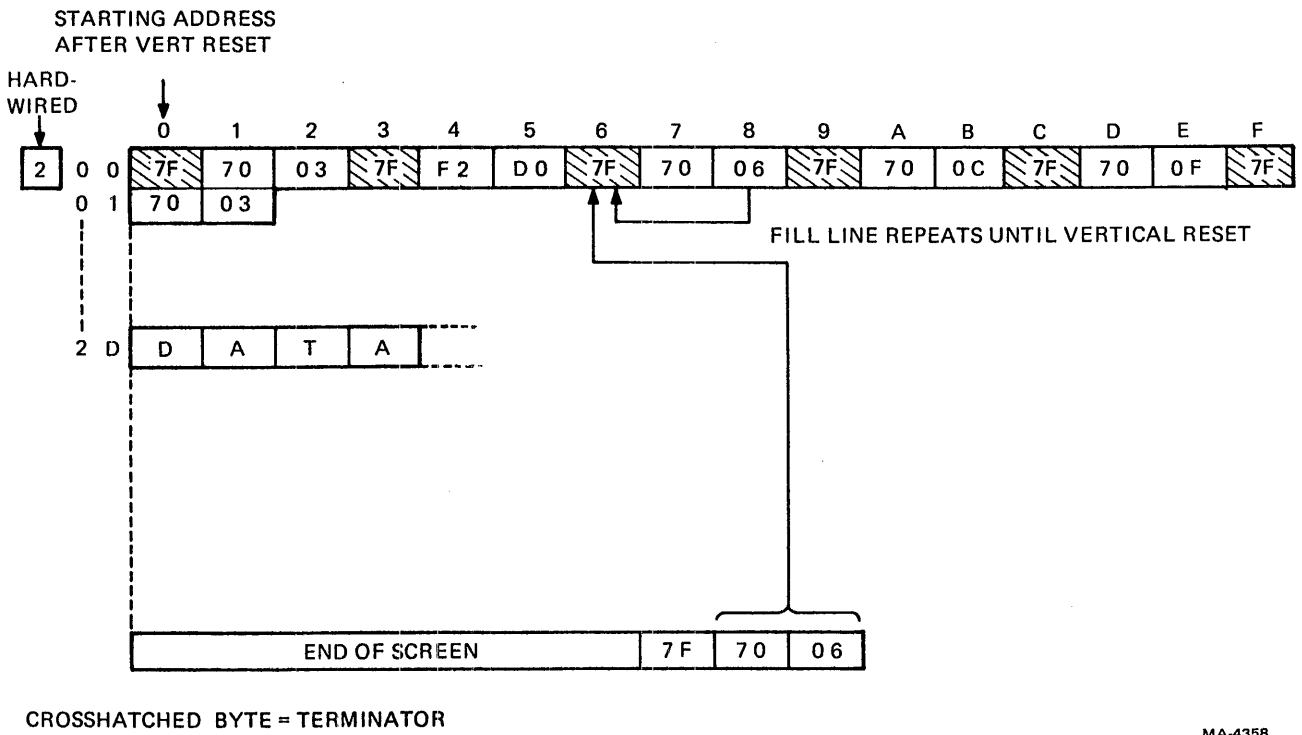 STARTING ADDRESS
AFTER VERT RESET
HARD-
WIRED
0 1 2 3 4 5 6 7 8 9 A B C D E F
2 0 0 7F 70 03 7F F2 D0 7F 70 06 7F 70 0C 7F 70 0F 7F
0 1 70 03
FILL LINE REPEATS UNTIL VERTICAL RESET
2 D D A T A
END OF SCREEN 7F 70 06
CROSSHATCHED BYTE = TERMINATOR
MA-4358